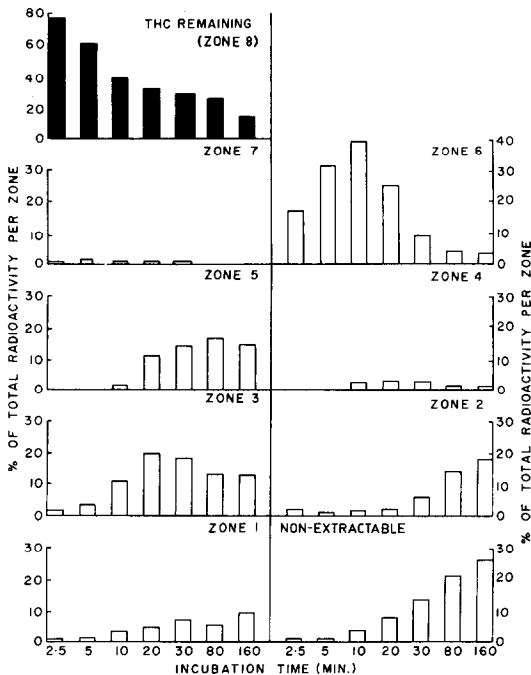 80
60
40
20
0
THC REMAINING
(ZONE 8)
ZONE 7
30
20
10
0
ZONE 6
40
30
20
10
0
ZONE 5
30
20
10
0
ZONE 4
30
20
10
0
ZONE 3
30
20
10
0
ZONE 2
30
20
10
0
ZONE 1
30
20
10
0
NON-EXTRACTABLE
30
20
10
0
2·5 5 10 20 30 80 160
2·5 5 10 20 30 80 160
INCUBATION TIME (MIN.)
% OF TOTAL RADIOACTIVITY PER ZONE
% OF TOTAL RADIOACTIVITY PER ZONE